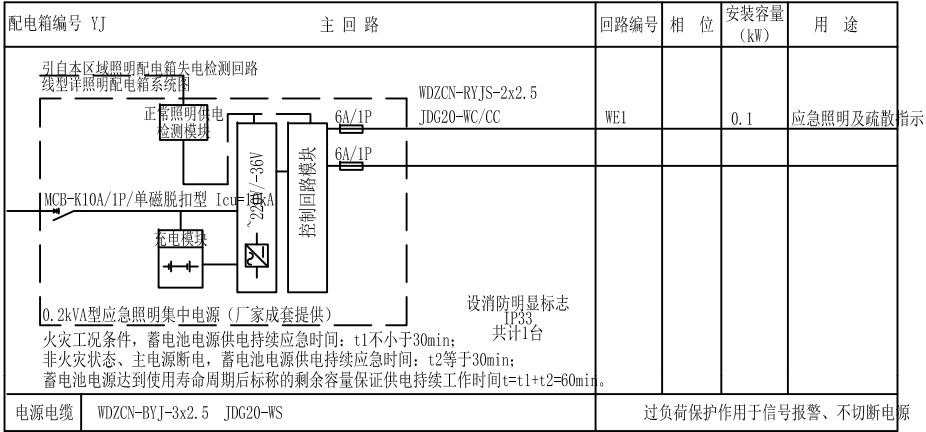 配电箱编号 YJ
主 回 路
回路编号
相 位
安装容量
(kW)
用 途
引自本区域照明配电箱失电检测回路
线型详照明配电箱系统图
正常照明供电
检测模块
6A/1P
WDZCN-RYJS-2x2.5
JDG20-WC/CC
WE1
0.1
应急照明及疏散指示
6A/1P
~220V/-36V
控制回路模块
MCB-K10A/1P/单磁脱扣型 Icu=10kA
充电模块
0.2kVA型应急照明集中电源（厂家成套提供）
设消防明显标志
IP33
共计1台
火灾工况条件，蓄电池电源供电持续应急时间：t1不小于30min；
非火灾状态、主电源断电，蓄电池电源供电持续应急时间：t2等于30min；
蓄电池电源达到使用寿命周期后标称的剩余容量保证供电持续工作时间t=t1+t2=60min。
电源电缆
WDZCN-BYJ-3x2.5 JDG20-WS
过负荷保护作用于信号报警、不切断电源